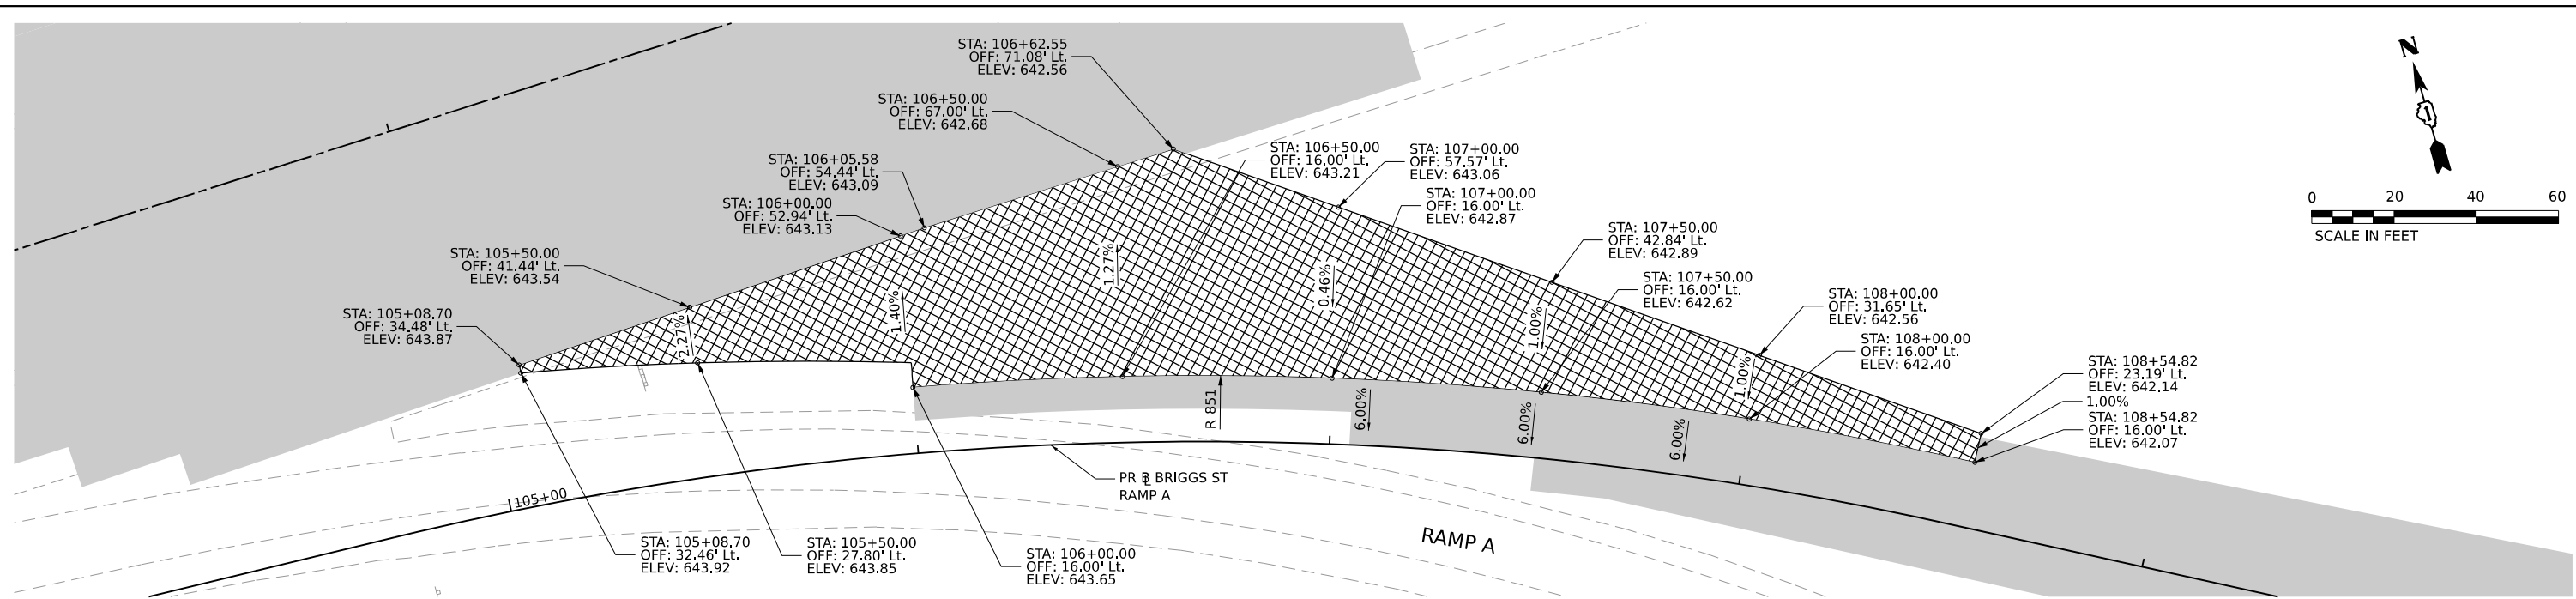 STA: 106+62.55
OFF: 71.08' Lt.
ELEV: 642.56
STA: 106+50.00
OFF: 67.00' Lt.
ELEV: 642.68
STA: 106+05.58
OFF: 54.44' Lt.
ELEV: 643.09
STA: 106+00.00
OFF: 52.94' Lt.
ELEV: 643.13
STA: 105+50.00
OFF: 41.44' Lt.
ELEV: 643.54
STA: 105+08.70
OFF: 34.48' Lt.
ELEV: 643.87
STA: 106+50.00
OFF: 16.00' Lt.
ELEV: 643.21
STA: 107+00.00
OFF: 57.57' Lt.
ELEV: 643.06
STA: 107+00.00
OFF: 16.00' Lt.
ELEV: 642.87
STA: 107+50.00
OFF: 42.84' Lt.
ELEV: 642.89
STA: 107+50.00
OFF: 16.00' Lt.
ELEV: 642.62
STA: 108+00.00
OFF: 31.65' Lt.
ELEV: 642.56
STA: 108+00.00
OFF: 16.00' Lt.
ELEV: 642.40
STA: 108+54.82
OFF: 23.19' Lt.
ELEV: 642.14
1.00%
STA: 108+54.82
OFF: 16.00' Lt.
ELEV: 642.07
N
1
0 20 40 60
SCALE IN FEET
2.27%
1.40%
1.27%
0.46%
1.00%
1.00%
R 851
6.00%
6.00%
6.00%
105+00
PR ℄ BRIGGS ST
RAMP A
RAMP A
STA: 105+08.70
OFF: 32.46' Lt.
ELEV: 643.92
STA: 105+50.00
OFF: 27.80' Lt.
ELEV: 643.85
STA: 106+00.00
OFF: 16.00' Lt.
ELEV: 643.65